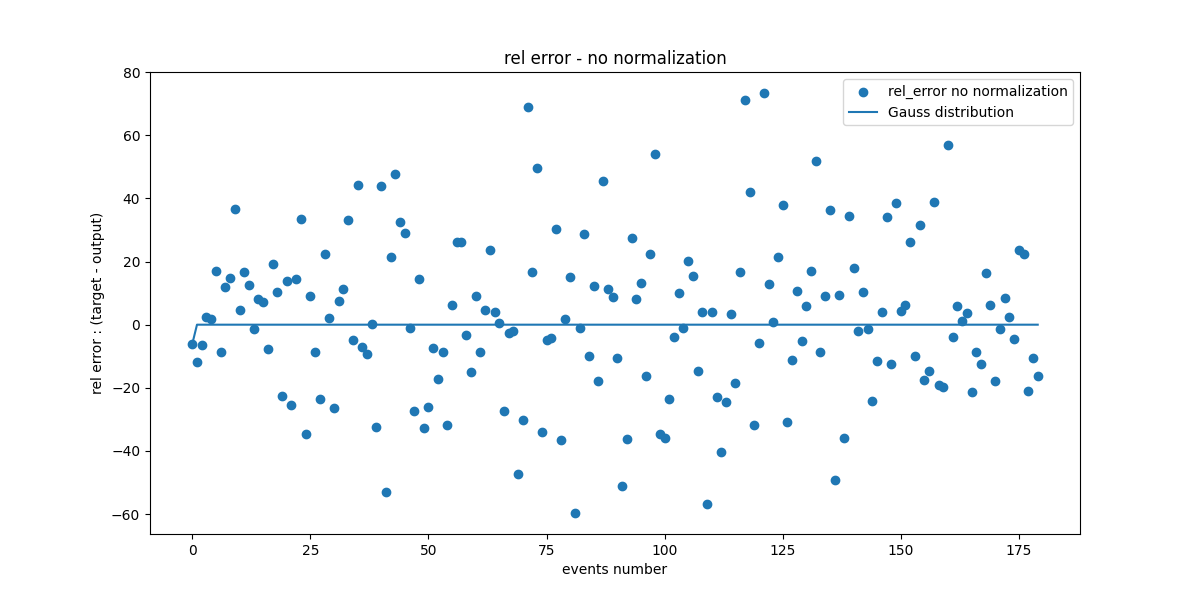 rel error - no normalization
80
60
40
20
0
−20
−40
−60
rel error : (target - output)
rel_error no normalization
Gauss distribution
0 25 50 75 100 125 150 175
events number